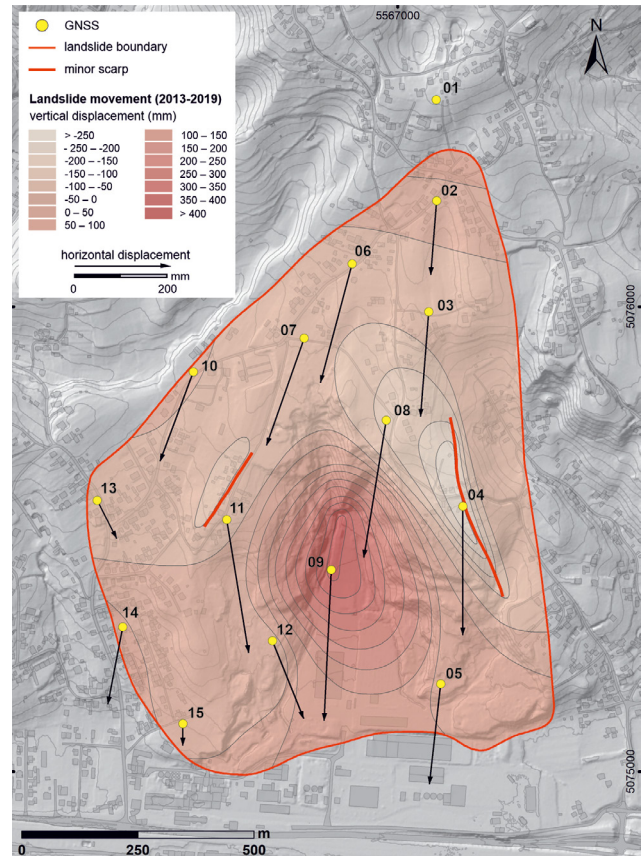 5567000
GNSS
landslide boundary
minor scarp
Landslide movement (2013-2019)
vertical displacement (mm)
> -250
- 250 – -200
-200 – -150
-150 – -100
-100 – -50
-50 – 0
0 – 50
50 – 100
100 – 150
150 – 200
200 – 250
250 – 300
300 – 350
350 – 400
> 400
horizontal displacement
0 200 mm
N
01
02
06
03
5076000
07
10
08
13
11
04
09
14
12
05
15
5075000
0 250 500 m